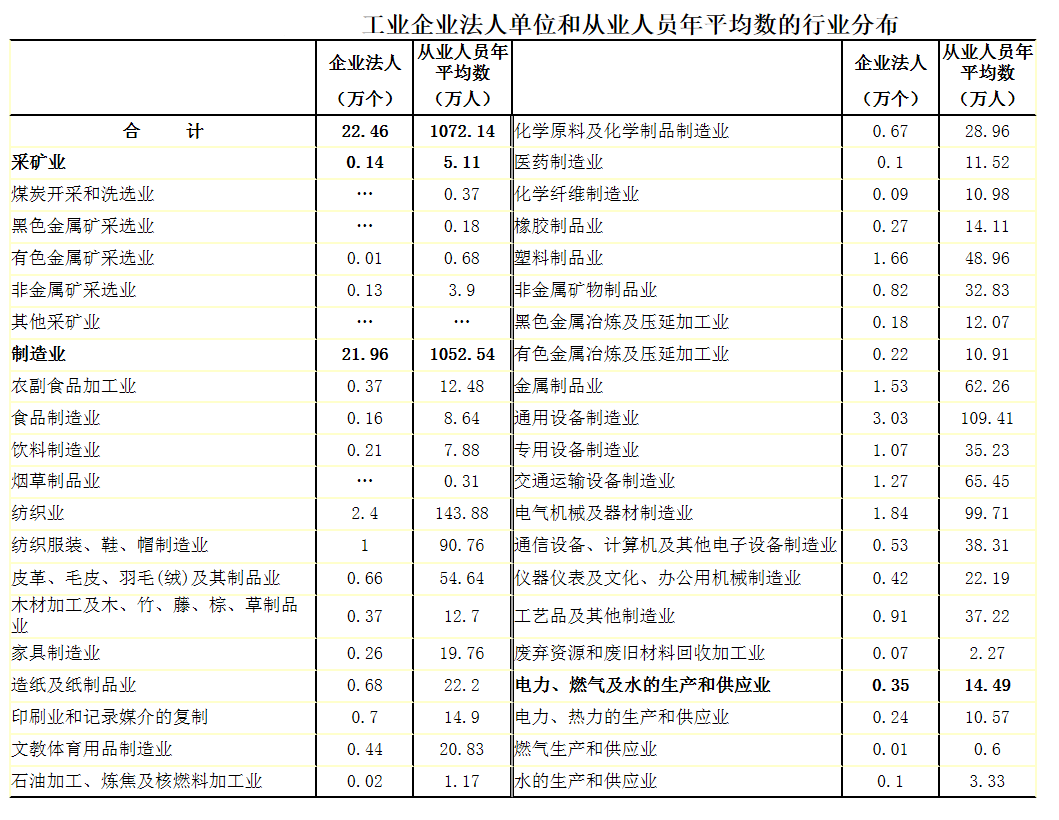 工业企业法人单位和从业人员年平均数的行业分布
企业法人 从业人员年 企业法人 从业人员年
平均数 平均数
（万个） （万人） （万个） （万人）
合 计 22.46 1072.14 化学原料及化学制品制造业 0.67 28.96
采矿业 0.14 5.11 医药制造业 0.1 11.52
煤炭开采和洗选业 … 0.37 化学纤维制造业 0.09 10.98
黑色金属矿采选业 … 0.18 橡胶制品业 0.27 14.11
有色金属矿采选业 0.01 0.68 塑料制品业 1.66 48.96
非金属矿采选业 0.13 3.9 非金属矿物制品业 0.82 32.83
其他采矿业 … … 黑色金属冶炼及压延加工业 0.18 12.07
制造业 21.96 1052.54 有色金属冶炼及压延加工业 0.22 10.91
农副食品加工业 0.37 12.48 金属制品业 1.53 62.26
食品制造业 0.16 8.64 通用设备制造业 3.03 109.41
饮料制造业 0.21 7.88 专用设备制造业 1.07 35.23
烟草制品业 … 0.31 交通运输设备制造业 1.27 65.45
纺织业 2.4 143.88 电气机械及器材制造业 1.84 99.71
纺织服装、鞋、帽制造业 1 90.76 通信设备、计算机及其他电子设备制造业 0.53 38.31
皮革、毛皮、羽毛(绒)及其制品业 0.66 54.64 仪器仪表及文化、办公用机械制造业 0.42 22.19
木材加工及木、竹、藤、棕、草制品
业 0.37 12.7 工艺品及其他制造业 0.91 37.22
家具制造业 0.26 19.76 废弃资源和废旧材料回收加工业 0.07 2.27
造纸及纸制品业 0.68 22.2 电力、燃气及水的生产和供应业 0.35 14.49
印刷业和记录媒介的复制 0.7 14.9 电力、热力的生产和供应业 0.24 10.57
文教体育用品制造业 0.44 20.83 燃气生产和供应业 0.01 0.6
石油加工、炼焦及核燃料加工业 0.02 1.17 水的生产和供应业 0.1 3.33